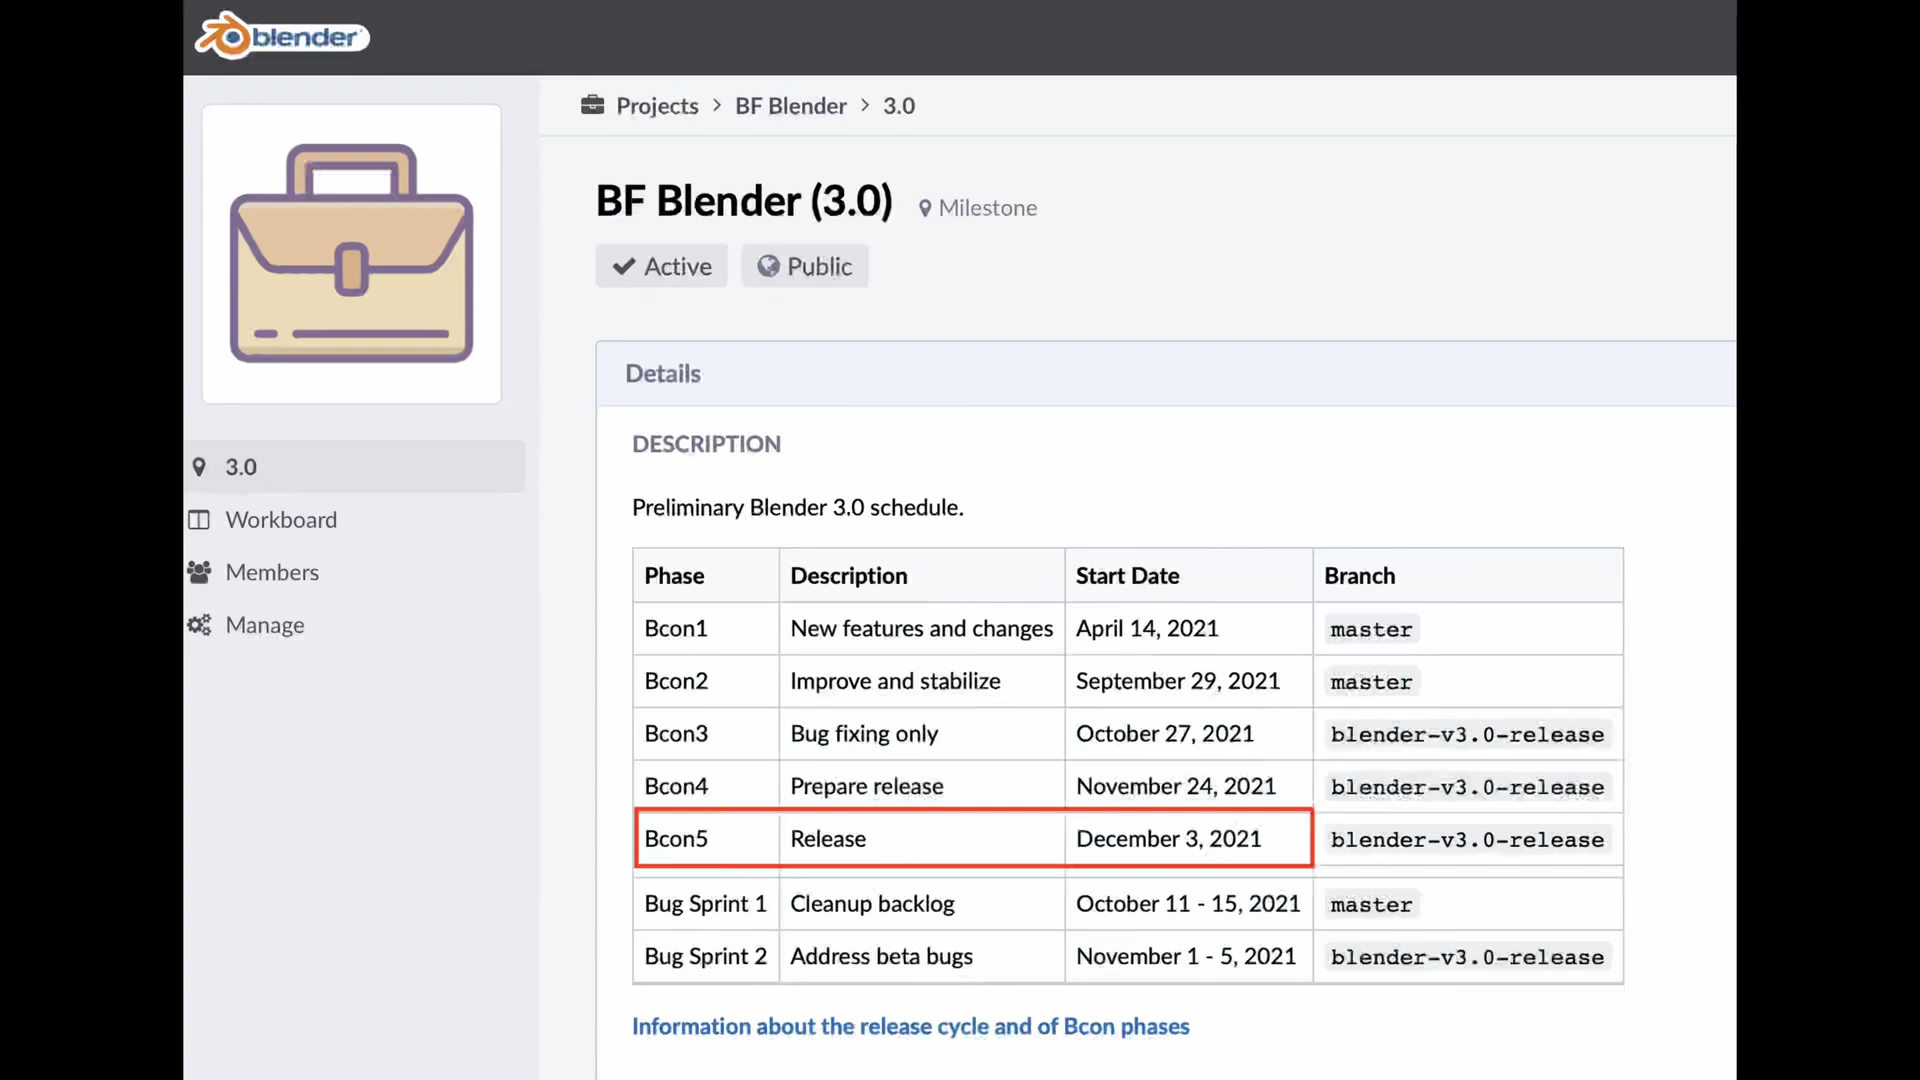 blender
Projects > BF Blender > 3.0
BF Blender (3.0) Milestone
Active Public
Details
3.0
Workboard
Members
Manage
DESCRIPTION
Preliminary Blender 3.0 schedule.
Phase Description Start Date Branch
Bcon1 New features and changes April 14, 2021 master
Bcon2 Improve and stabilize September 29, 2021 master
Bcon3 Bug fixing only October 27, 2021 blender-v3.0-release
Bcon4 Prepare release November 24, 2021 blender-v3.0-release
Bcon5 Release December 3, 2021 blender-v3.0-release
Bug Sprint 1 Cleanup backlog October 11 - 15, 2021 master
Bug Sprint 2 Address beta bugs November 1 - 5, 2021 blender-v3.0-release
Information about the release cycle and of Bcon phases